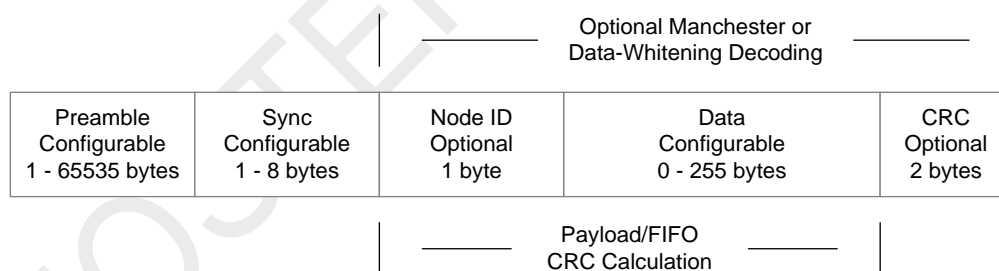 Optional Manchester or
Data-Whitening Decoding
Preamble
Configurable
1 - 65535 bytes
Sync
Configurable
1 - 8 bytes
Node ID
Optional
1 byte
Data
Configurable
0 - 255 bytes
CRC
Optional
2 bytes
Payload/FIFO
CRC Calculation